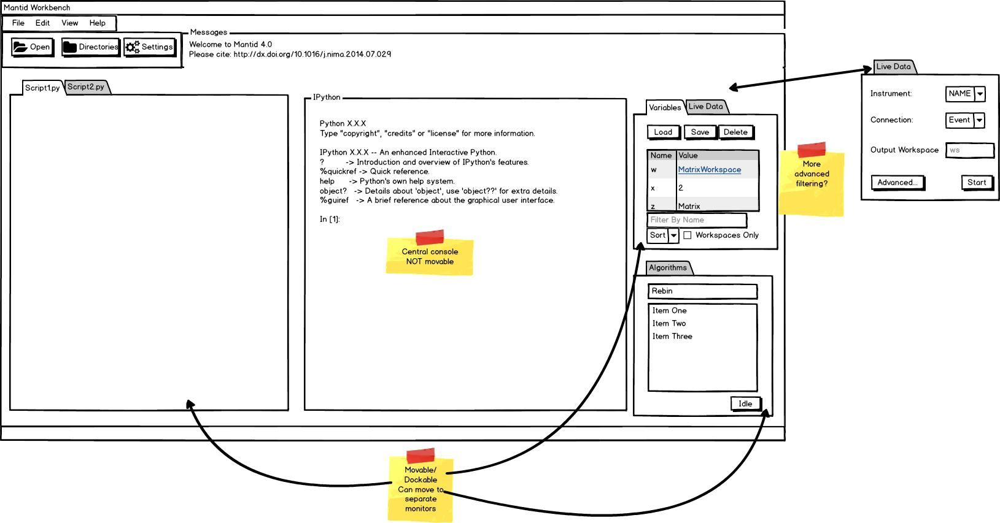 Mantid Workbench
File Edit View Help
Open Directories Settings
Messages
Welcome to Mantid 4.0
Please cite: http://dx.doi.org/10.1016/j.nima.2014.07.029
Script1.py Script2.py
IPython
Python X.X.X
Type "copyright", "credits" or "license" for more information.
IPython X.X.X -- An enhanced Interactive Python.
? -> Introduction and overview of IPython's features.
%quickref -> Quick reference.
help -> Python's own help system.
object? -> Details about 'object', use 'object??' for extra details.
%guiref -> A brief reference about the graphical user interface.
In [1]:
Central console
NOT movable
Variables Live Data
Load Save Delete
Name Value
w MatrixWorkspace
x 2
z Matrix
Filter By Name
Sort Workspaces Only
Algorithms
Rebin
Item One
Item Two
Item Three
Idle
More
advanced
filtering?
Live Data
Instrument: NAME
Connection: Event
Output Workspace ws
Advanced... Start
Movable/
Dockable
Can move to
separate
monitors